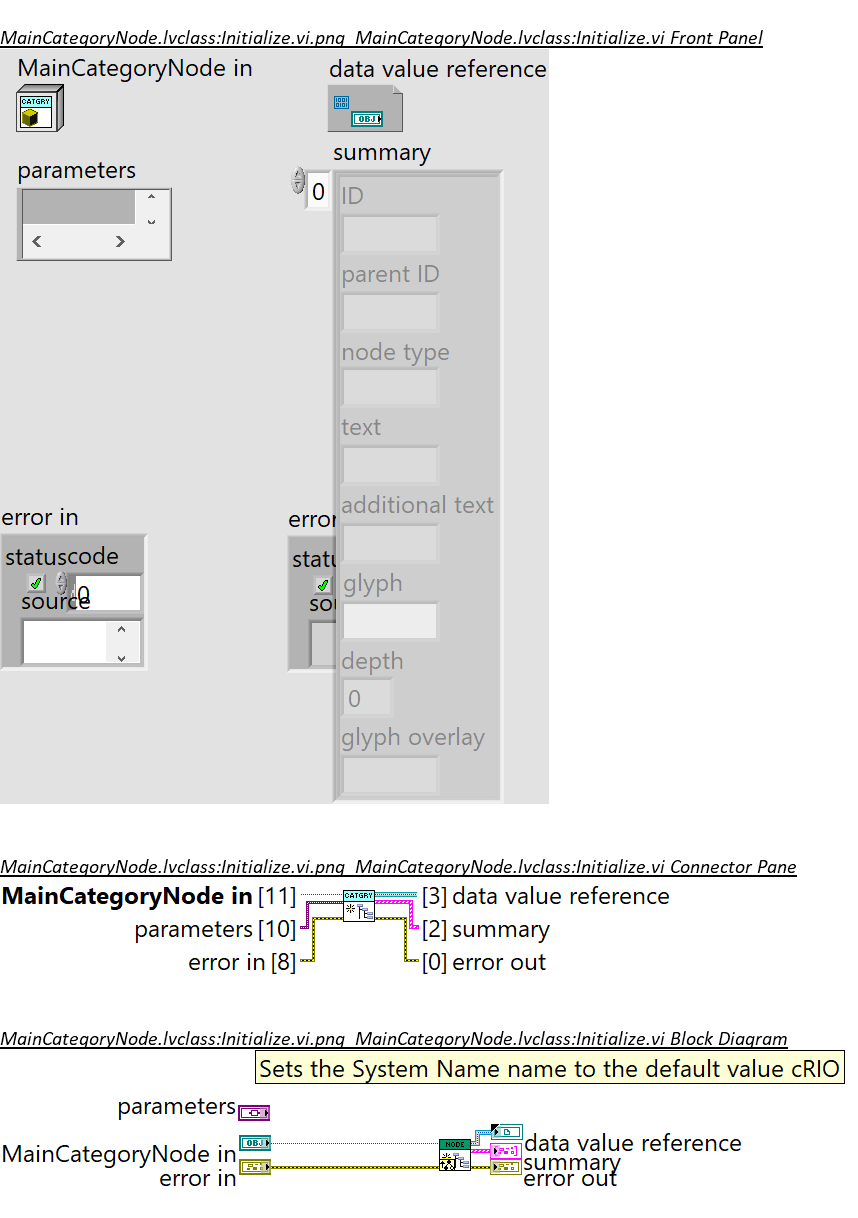 MainCategoryNode.lvclass:Initialize.vi.png MainCategoryNode.lvclass:Initialize.vi Front Panel
MainCategoryNode in
data value reference
CATGRY
OBJ
parameters
summary
0
ID
parent ID
node type
text
additional text
glyph
depth
0
glyph overlay
error in
status code
0
source
error
statu
sou
MainCategoryNode.lvclass:Initialize.vi.png MainCategoryNode.lvclass:Initialize.vi Connector Pane
MainCategoryNode in [11]
CATGRY
[3] data value reference
parameters [10]
[2] summary
error in [8]
[0] error out
MainCategoryNode.lvclass:Initialize.vi.png MainCategoryNode.lvclass:Initialize.vi Block Diagram
Sets the System Name name to the default value cRIO
parameters
MainCategoryNode in
OBJ
NODE
data value reference
summary
error in
error out